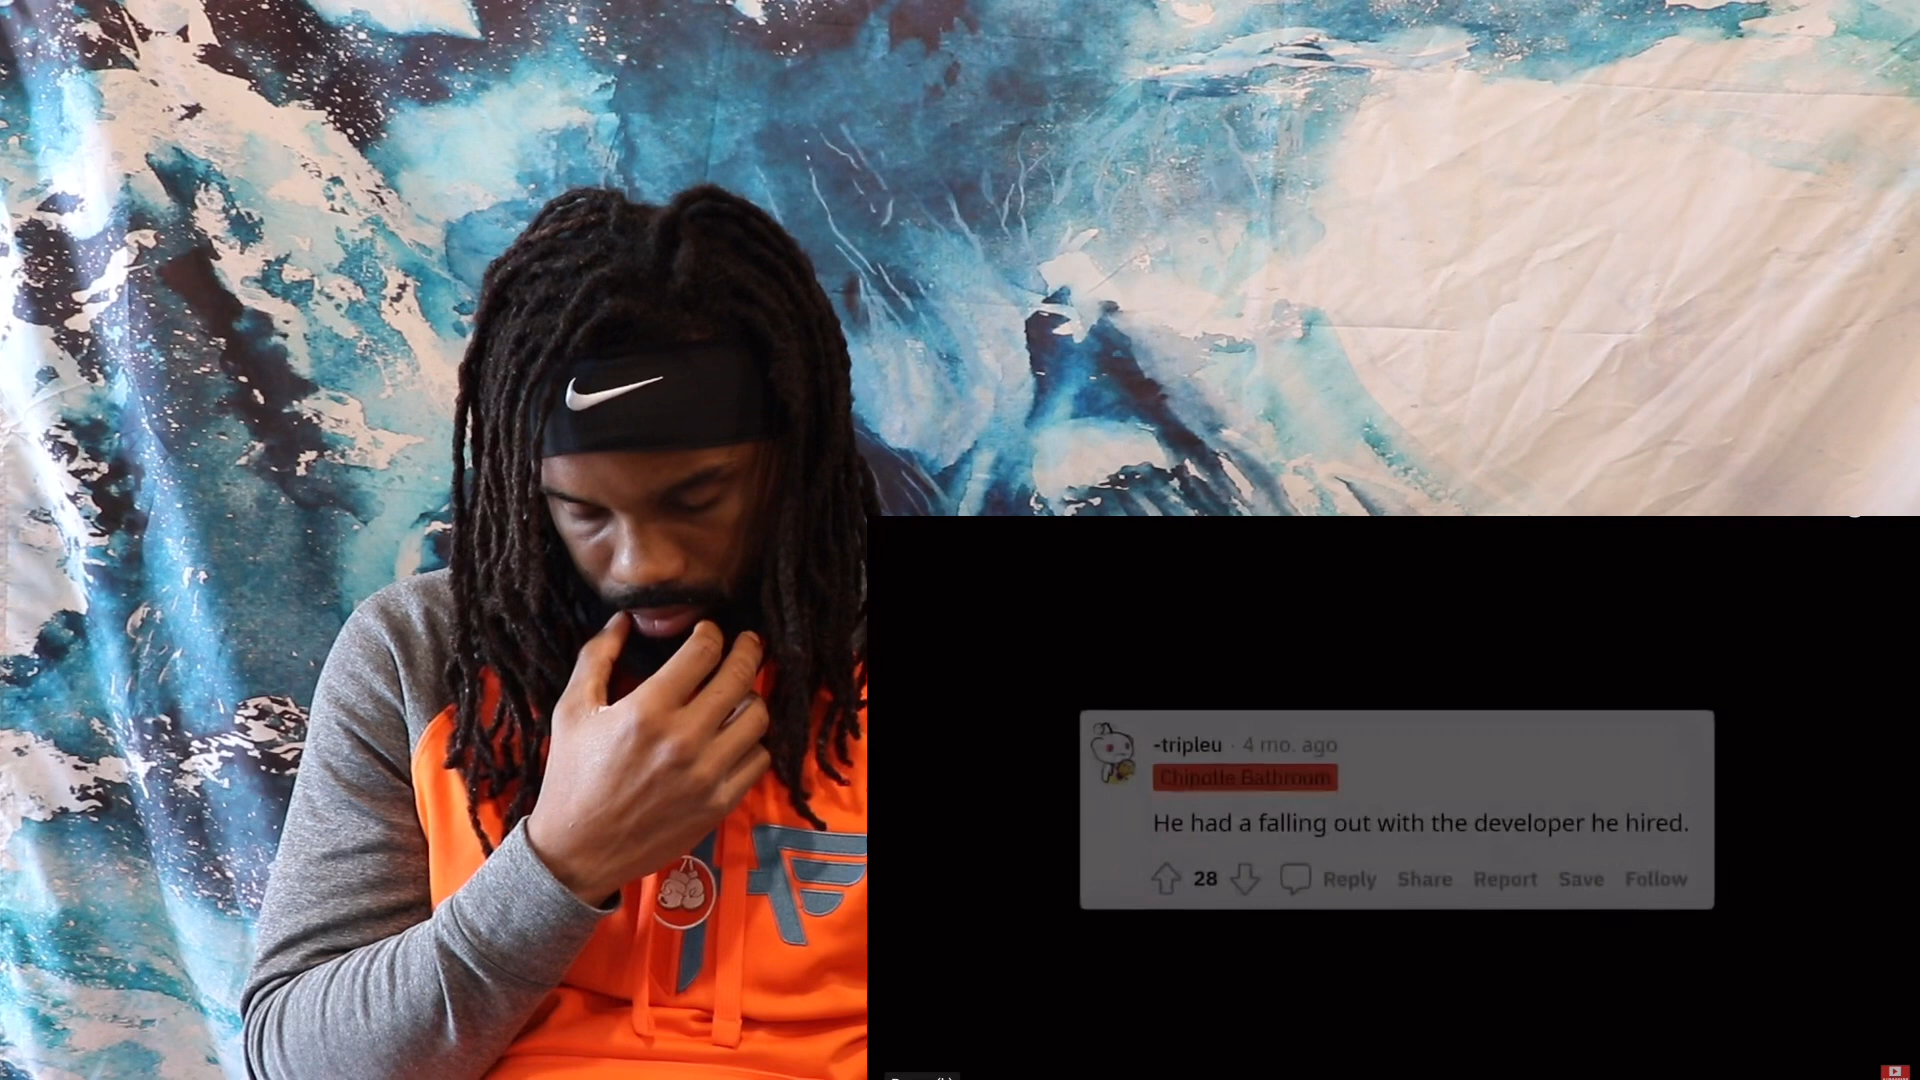 -tripleu · 4 mo. ago
Chipotle Bathroom
He had a falling out with the developer he hired.
28 Reply Share Report Save Follow